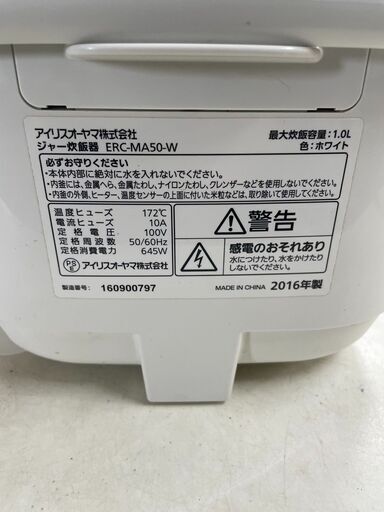 アイリスオーヤマ株式会社
ジャー炊飯器 ERC-MA50-W
最大炊飯容量：1.0L
色：ホワイト
必ずお守りください
・本体内部に絶対に水を入れないでください。
・内釜には、金属へら、金属たわし、ナイロンたわし、クレンザーなどを使用しないでください。
・内釜の外側、ヒーター、温度センサーの上面に付いた米粒などは、取り除いて使用してください。
温度ヒューズ 172℃
電流ヒューズ 10A
定格電圧 100V
定格周波数 50/60Hz
定格消費電力 645W
PSE アイリスオーヤマ株式会社
警告
感電のおそれあり
水につけたり、水をかけたり
しないでください。
製造番号： 160900797
MADE IN CHINA 2016年製